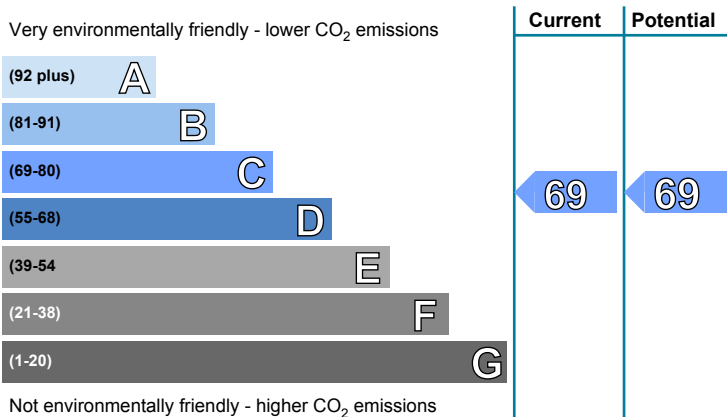 Very environmentally friendly - lower CO2 emissions
Current Potential
(92 plus) A
(81-91) B
(69-80) C
69 69
(55-68) D
(39-54 E
(21-38) F
(1-20) G
Not environmentally friendly - higher CO2 emissions